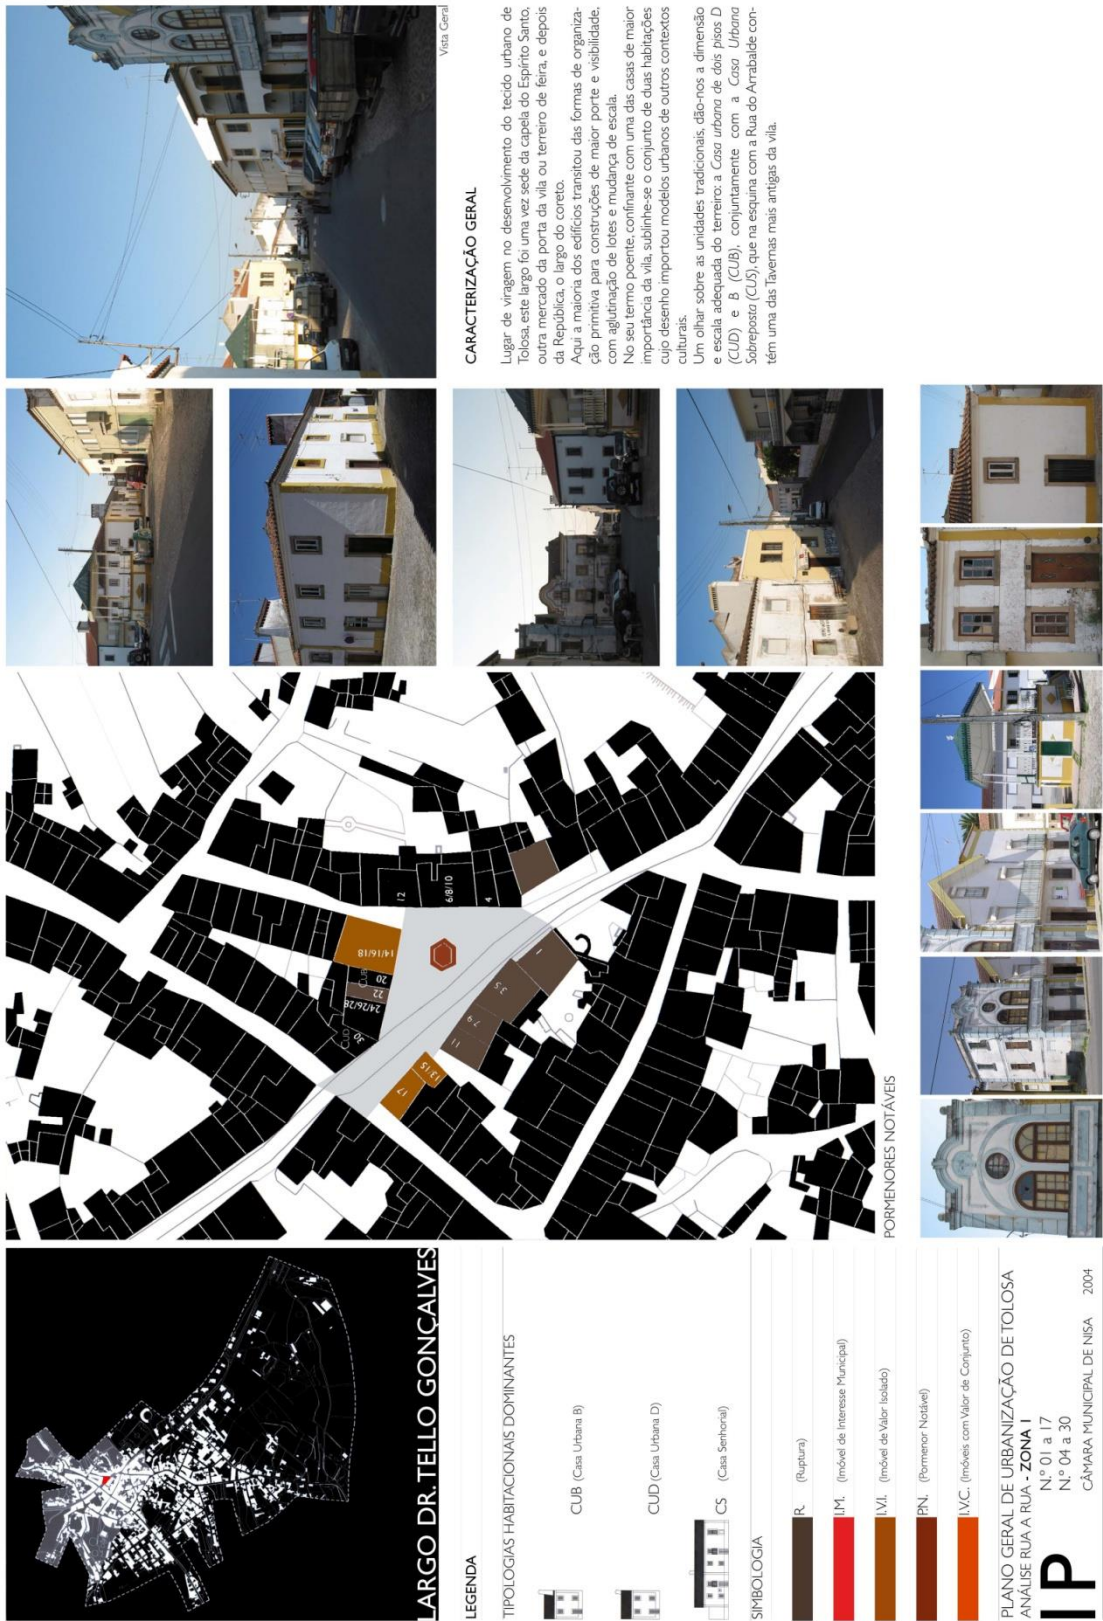 LARGO DR. TELLO GONÇALVES
LEGENDA
TIPOLOGIAS HABITACIONAIS DOMINANTES
CUB (Casa Urbana B)
CUD (Casa Urbana D)
CS (Casa Senhorial)
SIMBOLOGIA
R. (Ruptura)
I.M. (Imóvel de Interesse Municipal)
I.V.I. (Imóvel de Valor Isolado)
P.N. (Pormenor Notável)
I.V.C. (Imóveis com Valor de Conjunto)
PLANO GERAL DE URBANIZAÇÃO DE TOLOSA
ANÁLISE RUA A RUA - ZONA I
IP
N.º 01 a 17
N.º 04 a 30
CÂMARA MUNICIPAL DE NISA 2004
12
6/8/10
4
14/16/18
CUB
20
22
24/26/28
CUD
30
1
3.5
7.9
11
13/15
17
PORMENORES NOTÁVEIS
Vista Geral
CARACTERIZAÇÃO GERAL
Lugar de viragem no desenvolvimento do tecido urbano de
Tolosa, este largo foi uma vez sede da capela do Espírito Santo,
outra mercado da porta da vila ou terreiro de feira, e depois
da República, o largo do coreto.
Aqui a maioria dos edifícios transitou das formas de organiza-
ção primitiva para construções de maior porte e visibilidade,
com aglutinação de lotes e mudança de escala.
No seu termo poente, confinante com uma das casas de maior
importância da vila, sublinhe-se o conjunto de duas habitações
cujo desenho importou modelos urbanos de outros contextos
culturais.
Um olhar sobre as unidades tradicionais, dão-nos a dimensão
e escala adequada do terreiro: a Casa urbana de dois pisos D
(CUD) e B (CUB), conjuntamente com a Casa Urbana
Sobreposta (CUS), que na esquina com a Rua do Arrabalde con-
têm uma das Tavernas mais antigas da vila.